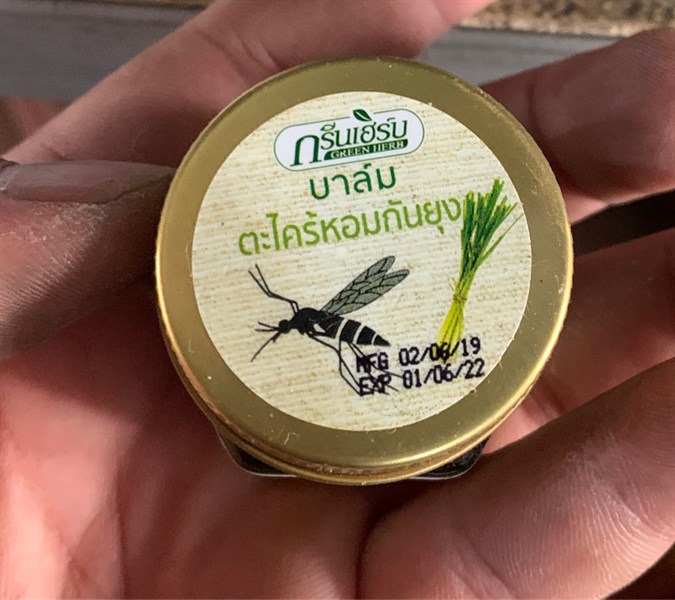 กรีนเฮิร์บ
GREEN HERB
บาล์ม
ตะไคร้หอมกันยุง
MFG 02/06/19
EXP 01/06/22